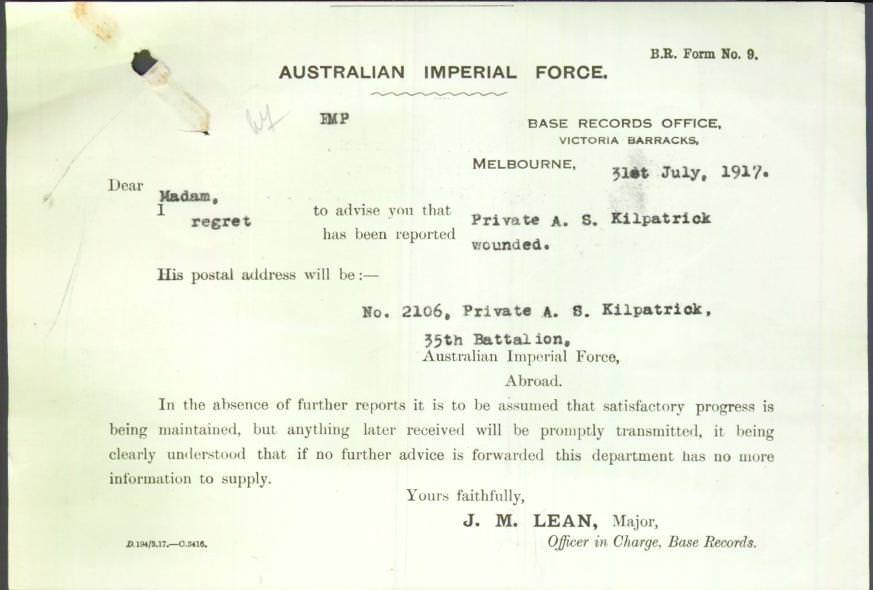 B.R. Form No. 9.
AUSTRALIAN IMPERIAL FORCE.
EMP
BASE RECORDS OFFICE,
VICTORIA BARRACKS,
MELBOURNE, 31st July, 1917.
Dear Madam,
I regret to advise you that Private A. S. Kilpatrick
has been reported wounded.
His postal address will be:—
No. 2106, Private A. S. Kilpatrick,
35th Battalion,
Australian Imperial Force,
Abroad.
In the absence of further reports it is to be assumed that satisfactory progress is
being maintained, but anything later received will be promptly transmitted, it being
clearly understood that if no further advice is forwarded this department has no more
information to supply.
Yours faithfully,
J. M. LEAN, Major,
Officer in Charge, Base Records.
D.194/3.17.—C.3416.